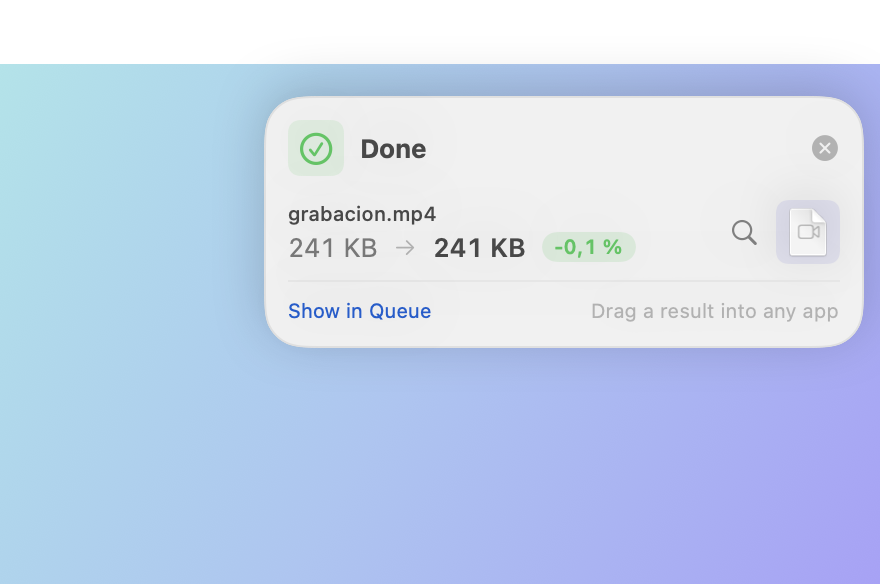 Done
grabacion.mp4
241 KB → 241 KB -0,1 %
Show in Queue
Drag a result into any app